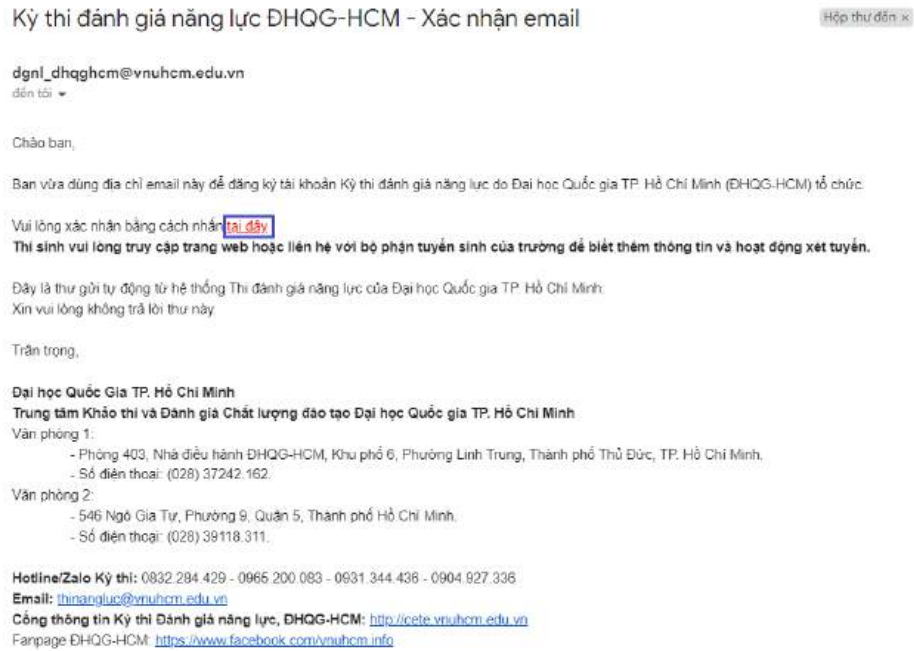 Kỳ thi đánh giá năng lực ĐHQG-HCM - Xác nhận email
Hộp thư đến ×
dgnl_dhqghcm@vnuhcm.edu.vn
đến tôi
Chào bạn,
Bạn vừa dùng địa chỉ email này để đăng ký tài khoản Kỳ thi đánh giá năng lực do Đại học Quốc gia TP. Hồ Chí Minh (ĐHQG-HCM) tổ chức.
Vui lòng xác nhận bằng cách nhấn tại đây
Thí sinh vui lòng truy cập trang web hoặc liên hệ với bộ phận tuyển sinh của trường để biết thêm thông tin và hoạt động xét tuyển.
Đây là thư gửi tự động từ hệ thống Thi đánh giá năng lực của Đại học Quốc gia TP. Hồ Chí Minh.
Xin vui lòng không trả lời thư này
Trân trọng,
Đại học Quốc Gia TP. Hồ Chí Minh
Trung tâm Khảo thí và Đánh giá Chất lượng đào tạo Đại học Quốc gia TP. Hồ Chí Minh
Văn phòng 1:
- Phòng 403, Nhà điều hành ĐHQG-HCM, Khu phố 6, Phường Linh Trung, Thành phố Thủ Đức, TP. Hồ Chí Minh.
- Số điện thoại: (028) 37242.162.
Văn phòng 2:
- 546 Ngô Gia Tự, Phường 9, Quận 5, Thành phố Hồ Chí Minh.
- Số điện thoại: (028) 39118.311.
Hotline/Zalo Kỳ thi: 0832.284.429 - 0965.200.083 - 0931.344.436 - 0904.927.336
Email: thinangluc@vnuhcm.edu.vn
Cổng thông tin Kỳ thi Đánh giá năng lực, ĐHQG-HCM: http://cete.vnuhcm.edu.vn
Fanpage ĐHQG-HCM: https://www.facebook.com/vnuhcm.info